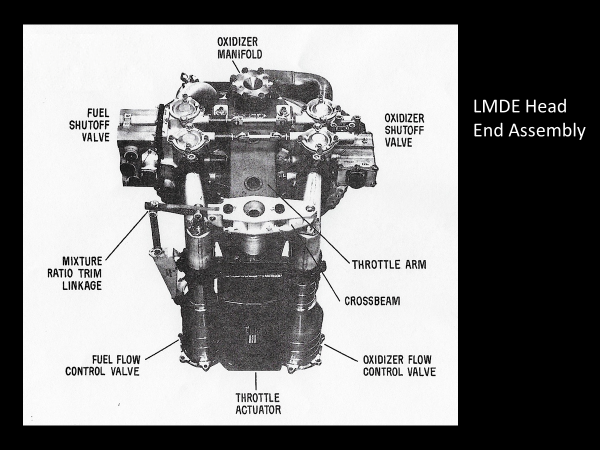 LMDE Head
End Assembly
OXIDIZER
MANIFOLD
FUEL
SHUTOFF
VALVE
OXIDIZER
SHUTOFF
VALVE
MIXTURE
RATIO TRIM
LINKAGE
THROTTLE ARM
CROSSBEAM
FUEL FLOW
CONTROL VALVE
OXIDIZER FLOW
CONTROL VALVE
THROTTLE
ACTUATOR